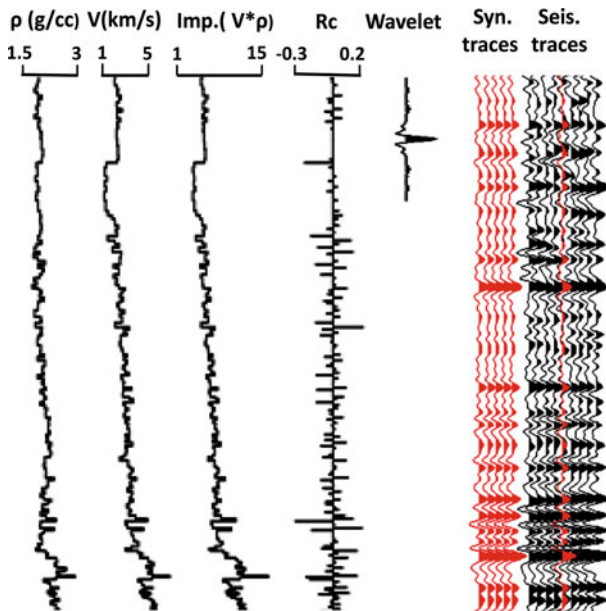 ρ (g/cc) V(km/s) Imp.( V*ρ) Rc Wavelet Syn. traces Seis. traces
1.5 3 1 5 1 15 -0.3 0.2